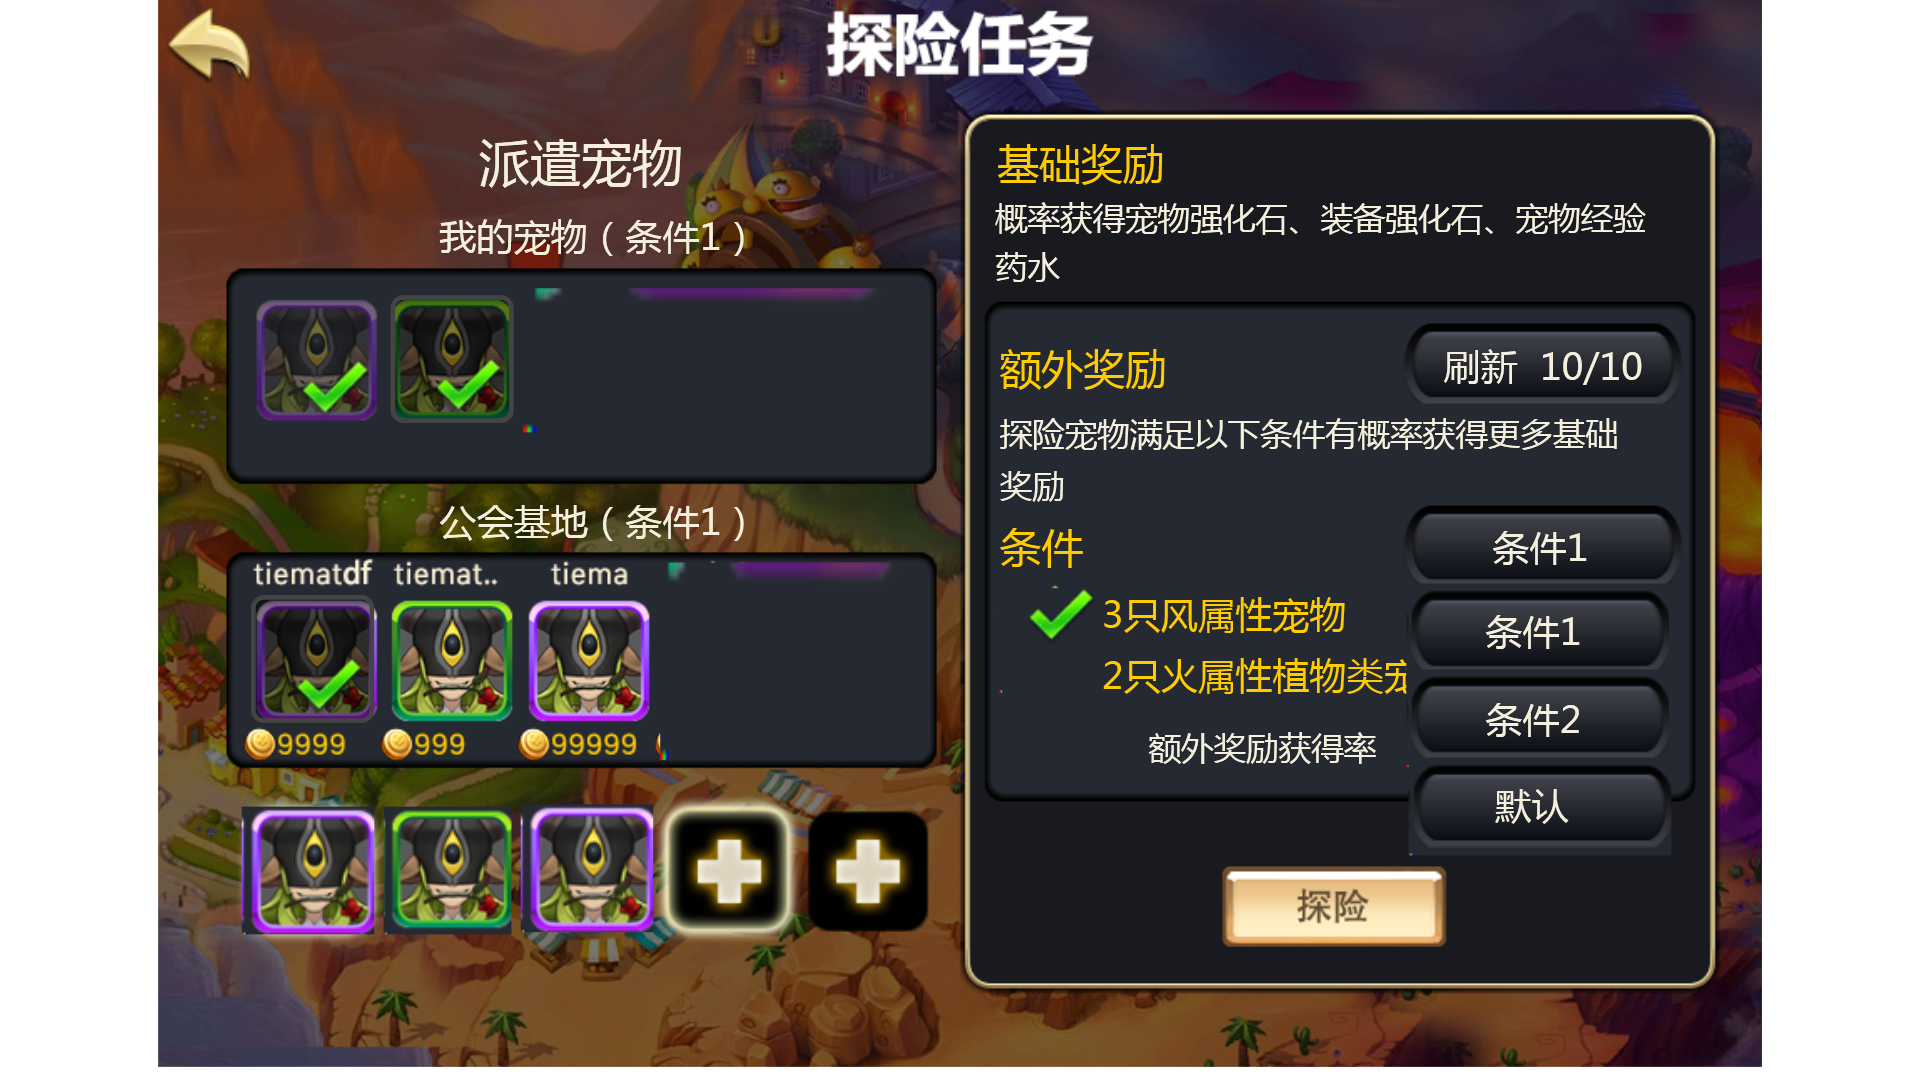 探险任务
派遣宠物
我的宠物（条件1）
公会基地（条件1）
tiematdf tiemat.. tiema
9999 999 99999
基础奖励
概率获得宠物强化石、装备强化石、宠物经验
药水
额外奖励
刷新 10/10
探险宠物满足以下条件有概率获得更多基础
奖励
条件
条件1
3只风属性宠物
条件1
2只火属性植物类宠
条件2
额外奖励获得率
默认
探险